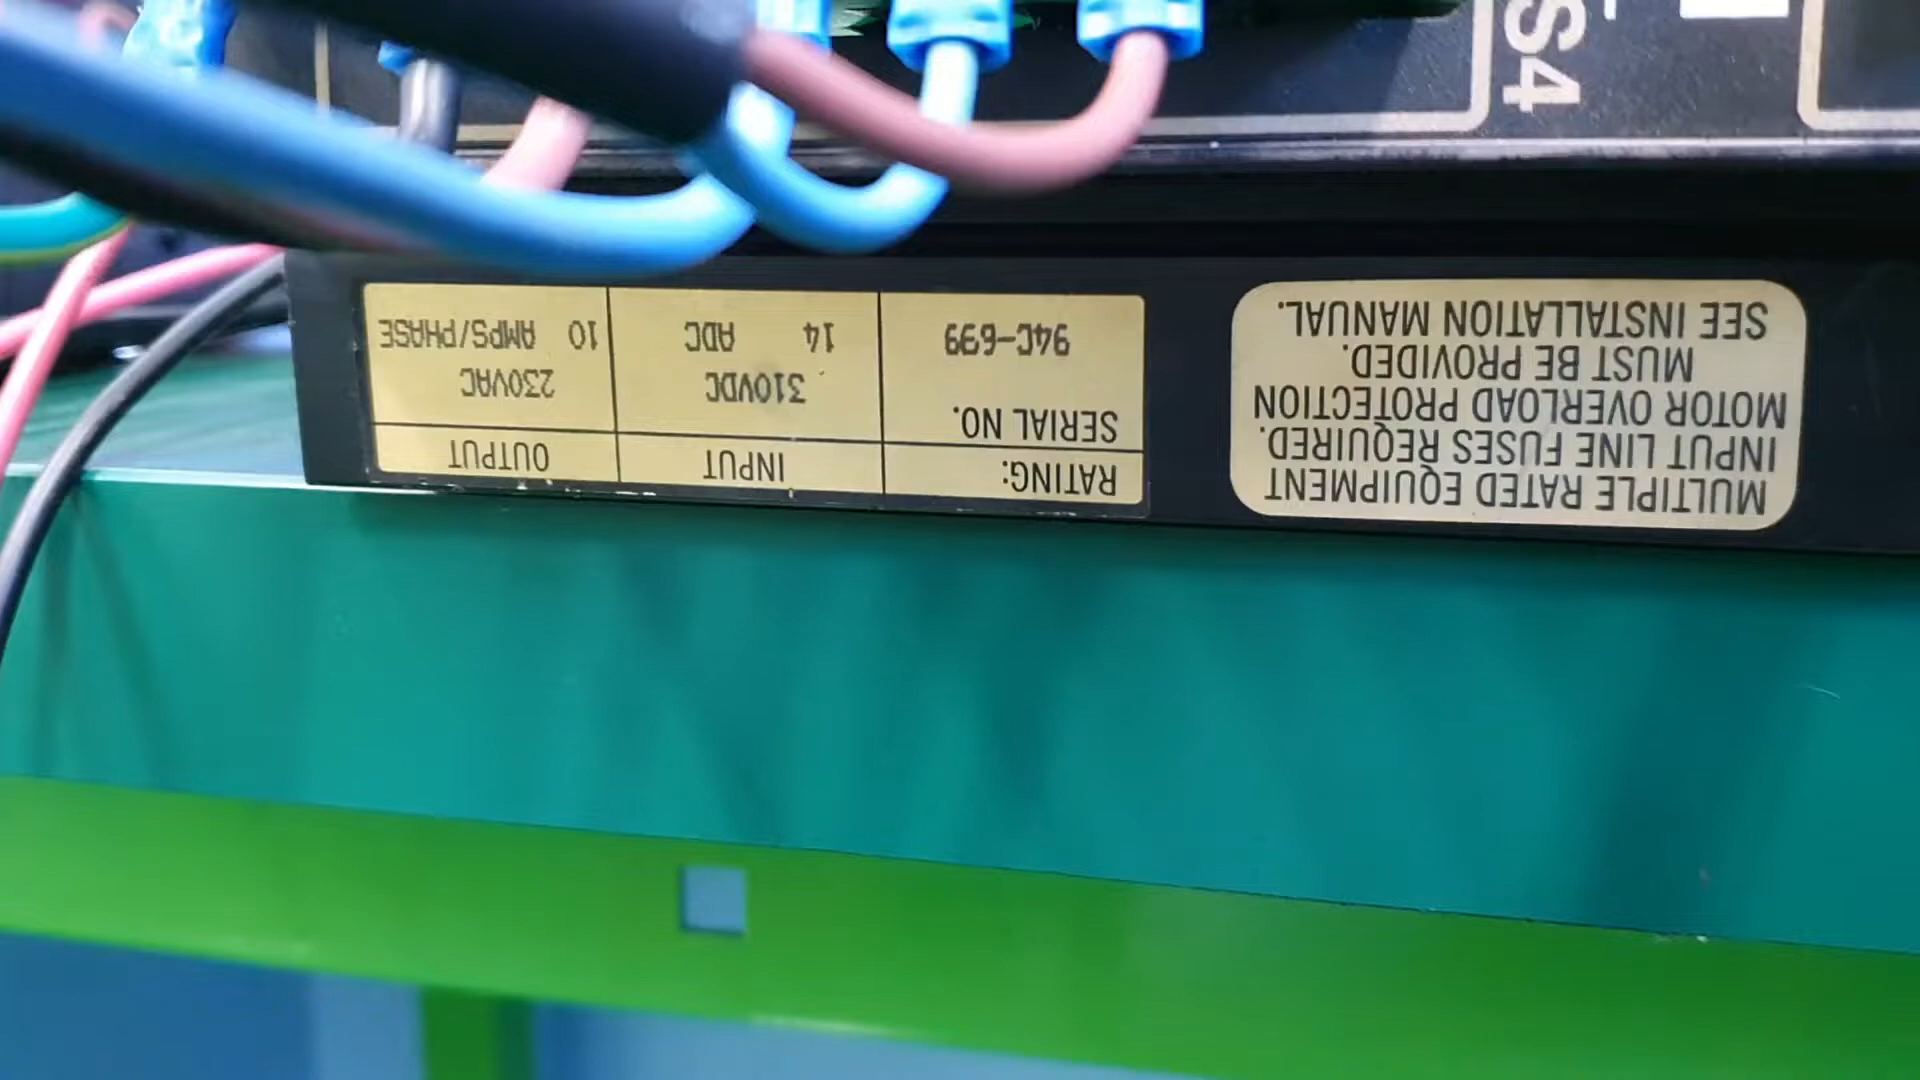 MULTIPLE RATED EQUIPMENT
INPUT LINE FUSES REQUIRED.
MOTOR OVERLOAD PROTECTION
MUST BE PROVIDED.
SEE INSTALLATION MANUAL.
RATING: INPUT OUTPUT
SERIAL NO. 310VDC 230VAC
94C-699 14 ADC 10 AMPS/PHASE
S4